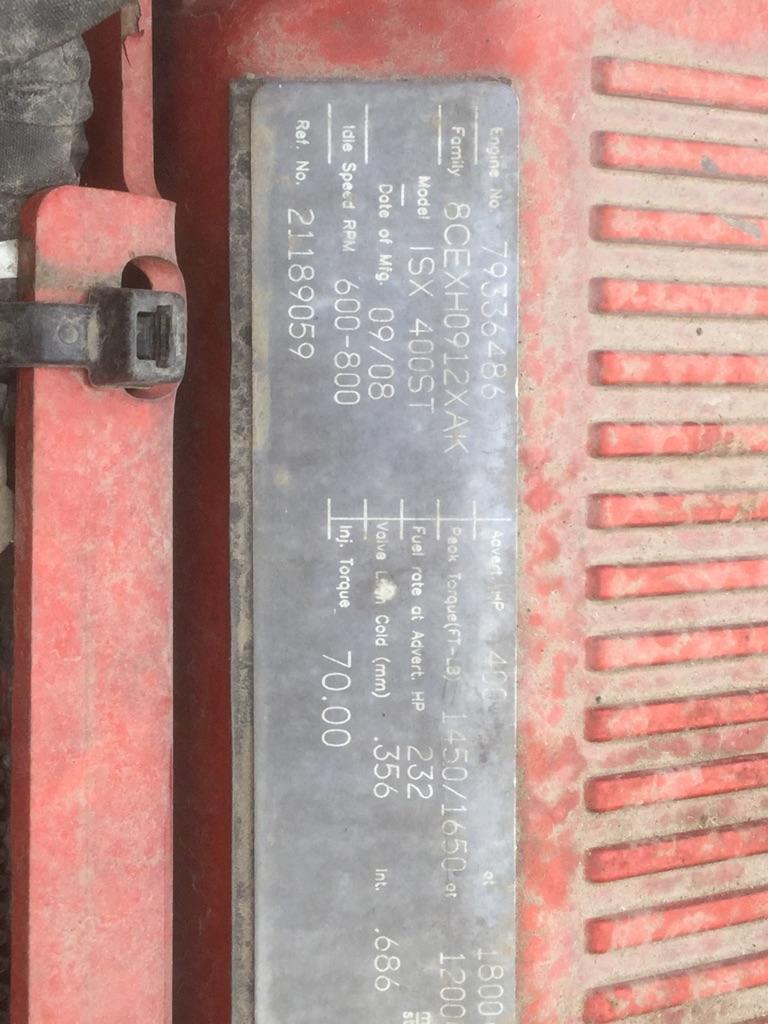 Engine No. 79336486
Family 8CEXH0912XAK
Model ISX 400ST
Date of Mfg. 09/08
Idle Speed RPM 600-800
Ref. No. 21189059
Advert. HP 400 at 1800
Peak Torque(FT-LB) 1450/1650 at 1200
Fuel rate at Advert. HP 232
Valve Cold (mm) .356 Int. .686
Inj. Torque 70.00